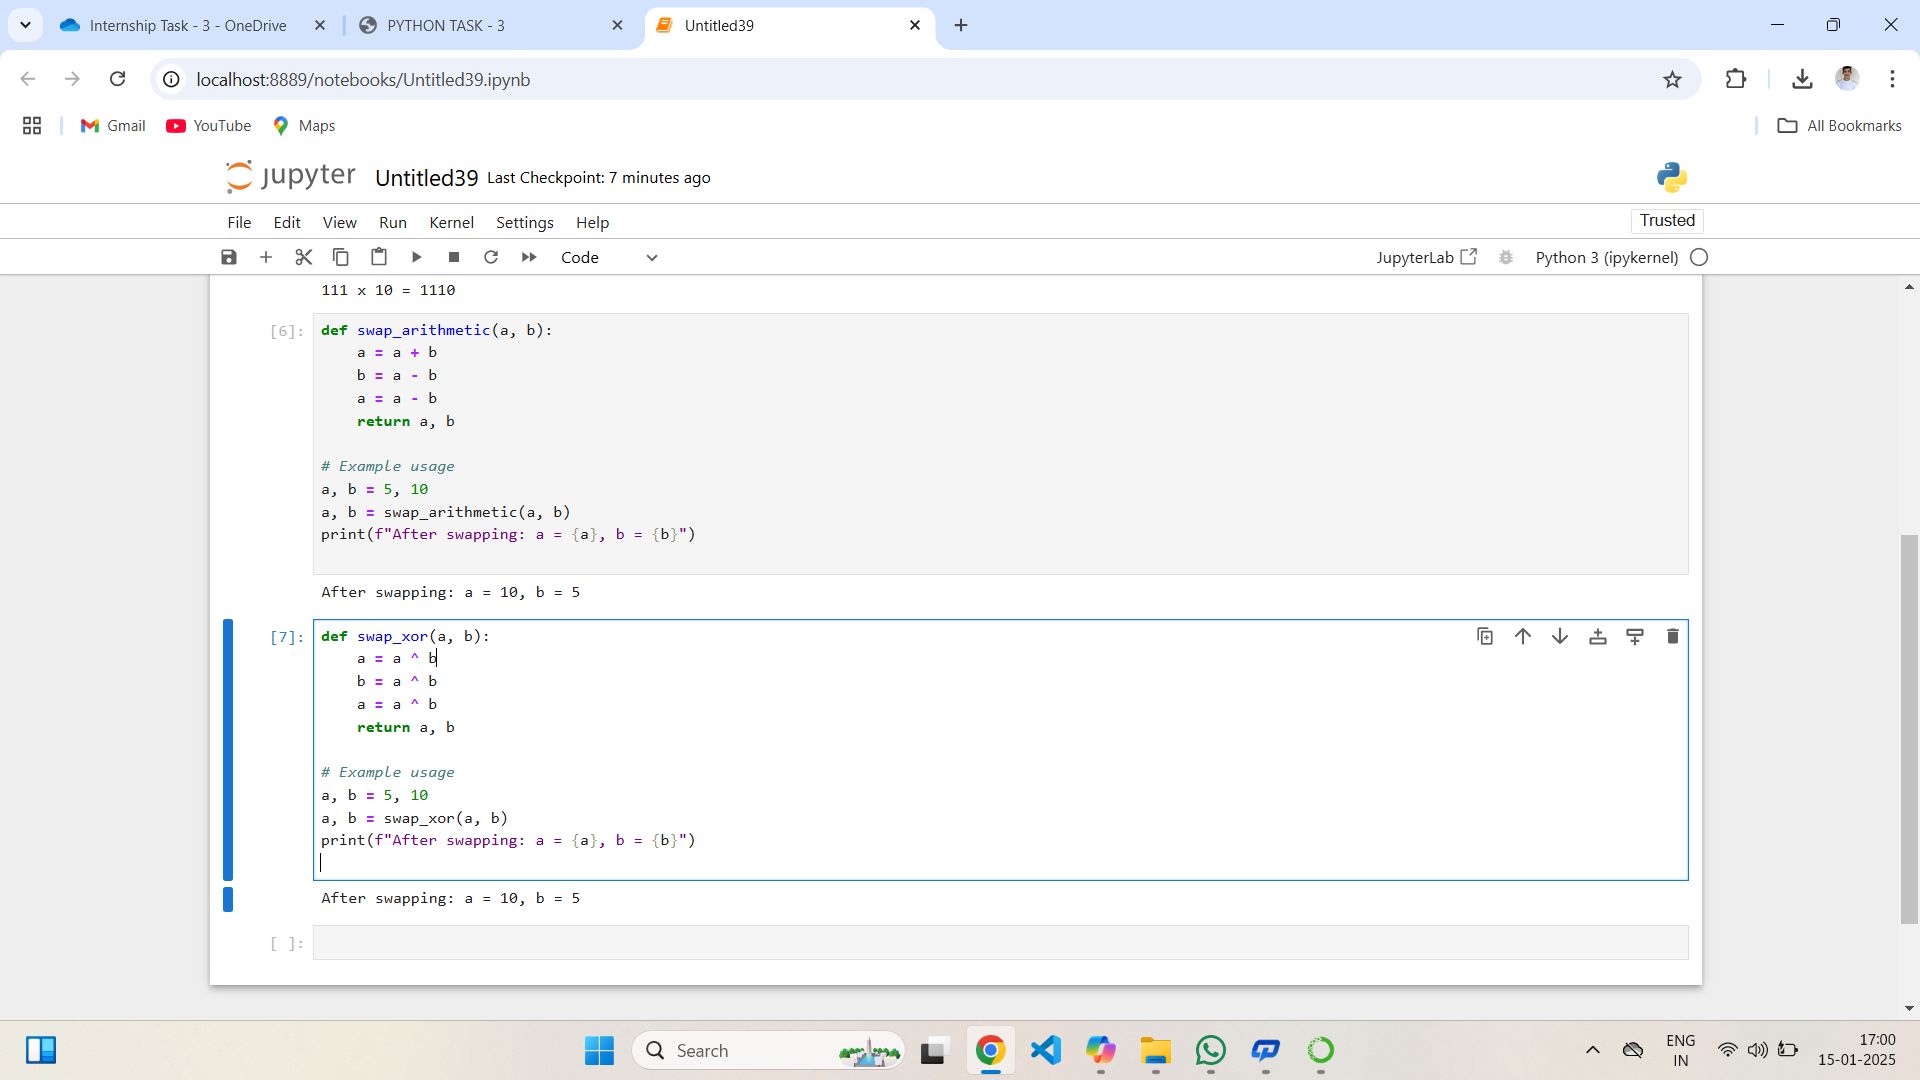 Internship Task - 3 - OneDrive
PYTHON TASK - 3
Untitled39
localhost:8889/notebooks/Untitled39.ipynb
Gmail
YouTube
Maps
All Bookmarks
jupyter
Untitled39
Last Checkpoint: 7 minutes ago
File Edit View Run Kernel Settings Help
Trusted
Code
JupyterLab
Python 3 (ipykernel)
111 x 10 = 1110
[6]:
def swap_arithmetic(a, b):
    a = a + b
    b = a - b
    a = a - b
    return a, b
# Example usage
a, b = 5, 10
a, b = swap_arithmetic(a, b)
print(f"After swapping: a = {a}, b = {b}")
After swapping: a = 10, b = 5
[7]:
def swap_xor(a, b):
    a = a ^ b
    b = a ^ b
    a = a ^ b
    return a, b
# Example usage
a, b = 5, 10
a, b = swap_xor(a, b)
print(f"After swapping: a = {a}, b = {b}")
After swapping: a = 10, b = 5
[ ]:
Search
ENG
IN
17:00
15-01-2025